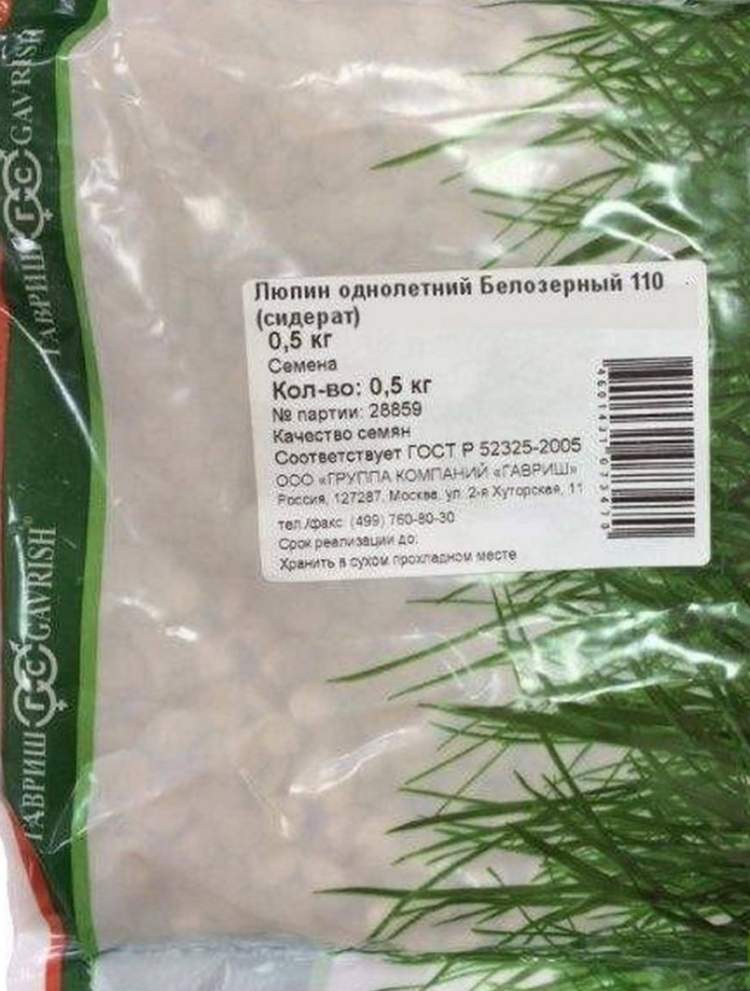 Люпин однолетний Белозерный 110
(сидерат)
0,5 кг
Семена
Кол-во: 0,5 кг
№ партии: 28859
Качество семян
Соответствует ГОСТ Р 52325-2005
ООО «ГРУППА КОМПАНИЙ «ГАВРИШ»
Россия, 127287, Москва, ул. 2-я Хуторская, 11
тел./факс (499) 760-80-30
Срок реализации до:
Хранить в сухом прохладном месте
ГАВРИШ ГС GAVRISH
ГАВРИШ ГС GAVRISH®